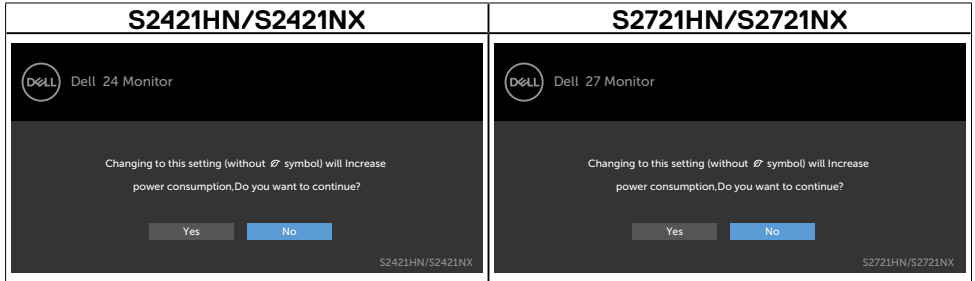 S2421HN/S2421NX
S2721HN/S2721NX
DELL Dell 24 Monitor
Changing to this setting (without symbol) will Increase
power consumption,Do you want to continue?
Yes No
S2421HN/S2421NX
DELL Dell 27 Monitor
Changing to this setting (without symbol) will Increase
power consumption,Do you want to continue?
Yes No
S2721HN/S2721NX